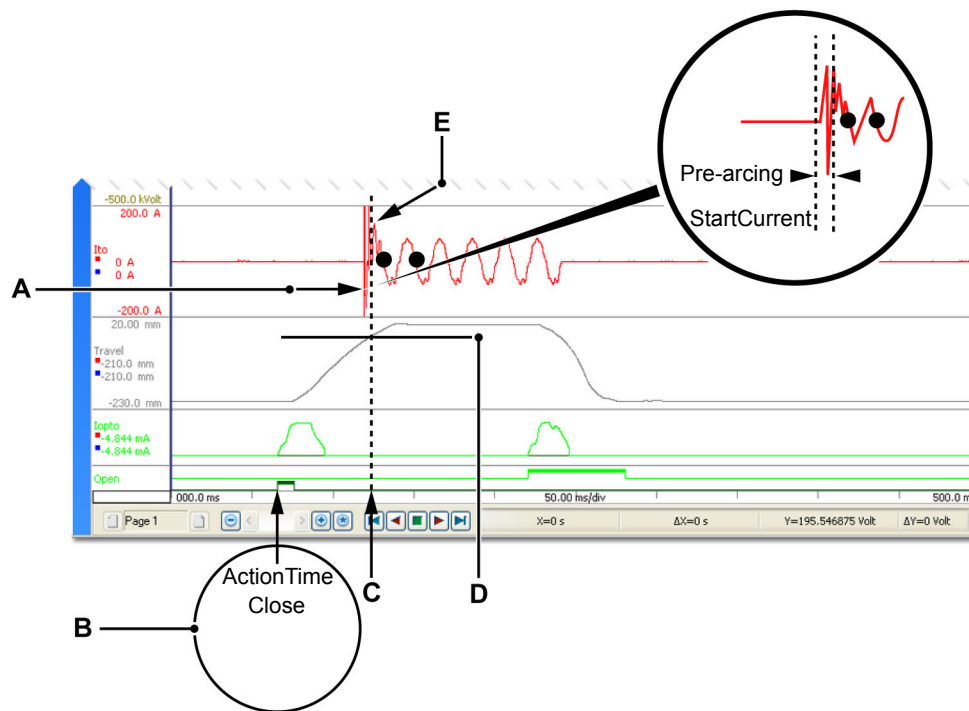 E
Pre-arcing
StartCurrent
-500.0 kVolt
200.0 A
Ito
0 A
0 A
A
-200.0 A
20.00 mm
Travel
-210.0 mm
-210.0 mm
-230.0 mm
Iopto
-4.844 mA
-4.844 mA
Open
000.0 ms
50.00 ms/div
500.0 m
Page 1
X=0 s
ΔX=0 s
Y=195.546875 Volt
ΔY=0 Volt
ActionTime
Close
B
C
D